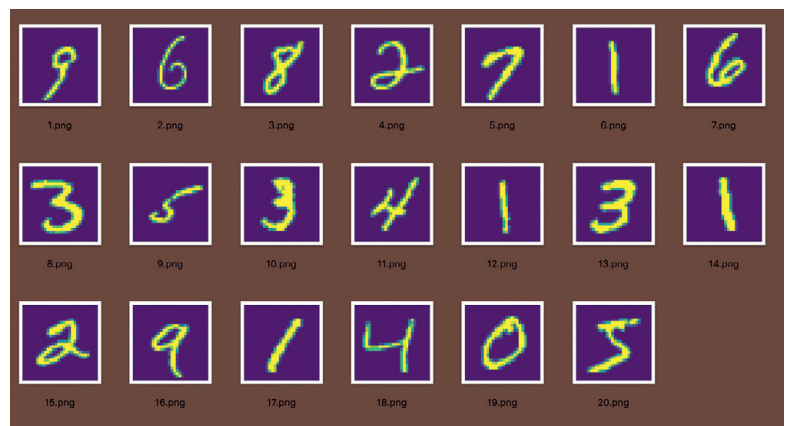 9 6 8 2 7 1 6
1.png 2.png 3.png 4.png 5.png 6.png 7.png
3 5 3 4 1 3 1
8.png 9.png 10.png 11.png 12.png 13.png 14.png
2 9 1 4 0 5
15.png 16.png 17.png 18.png 19.png 20.png